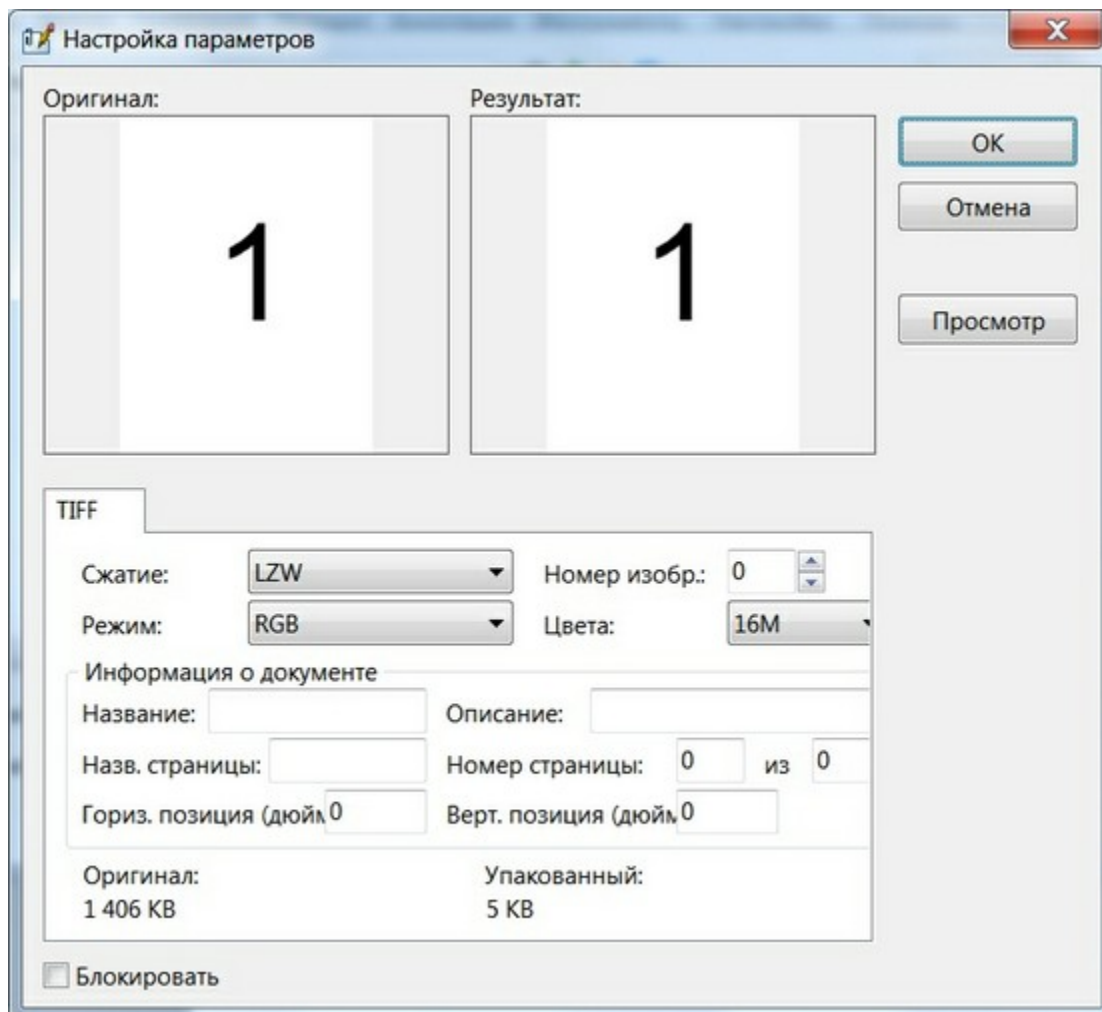 Настройка параметров
Оригинал: Результат:
1 1
OK
Отмена
Просмотр
TIFF
Сжатие: LZW Номер изобр.: 0
Режим: RGB Цвета: 16M
Информация о документе
Название: Описание:
Назв. страницы: Номер страницы: 0 из 0
Гориз. позиция (дюйм 0 Верт. позиция (дюйм 0
Оригинал: Упакованный:
1 406 KB 5 KB
Блокировать